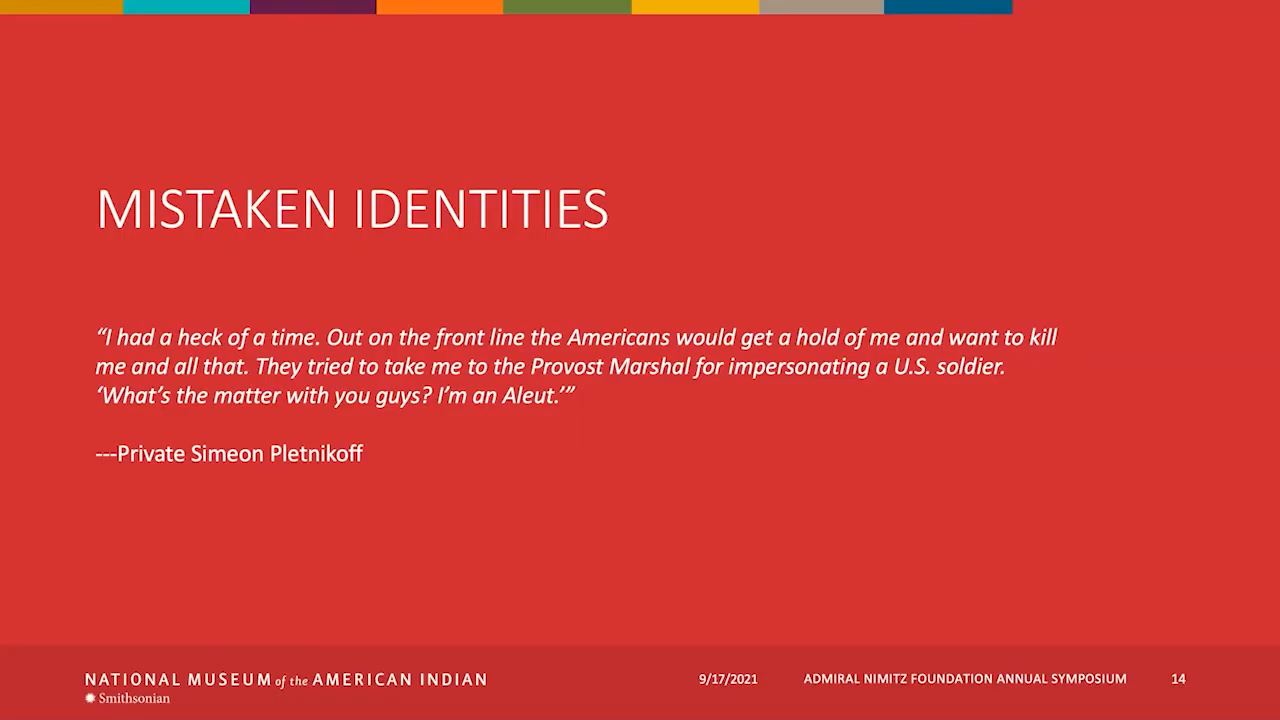 MISTAKEN IDENTITIES
“I had a heck of a time. Out on the front line the Americans would get a hold of me and want to kill
me and all that. They tried to take me to the Provost Marshal for impersonating a U.S. soldier.
‘What’s the matter with you guys? I’m an Aleut.’”
---Private Simeon Pletnikoff
NATIONAL MUSEUM of the AMERICAN INDIAN
Smithsonian
9/17/2021
ADMIRAL NIMITZ FOUNDATION ANNUAL SYMPOSIUM
14